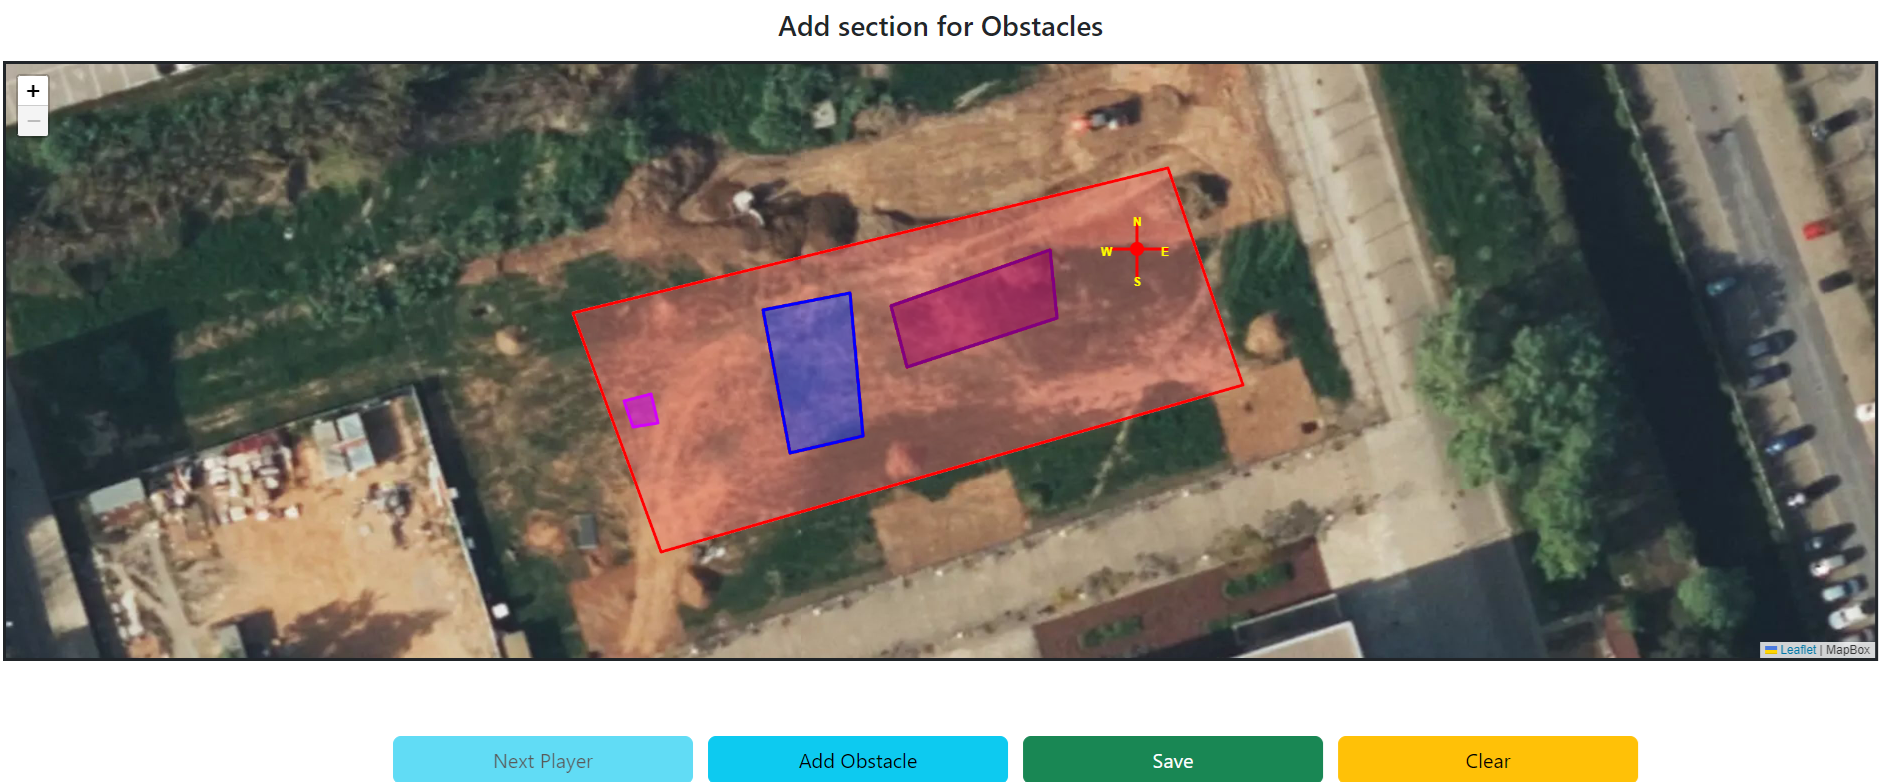 Add section for Obstacles
+
−
N
W E
S
Leaflet | MapBox
Next Player Add Obstacle Save Clear